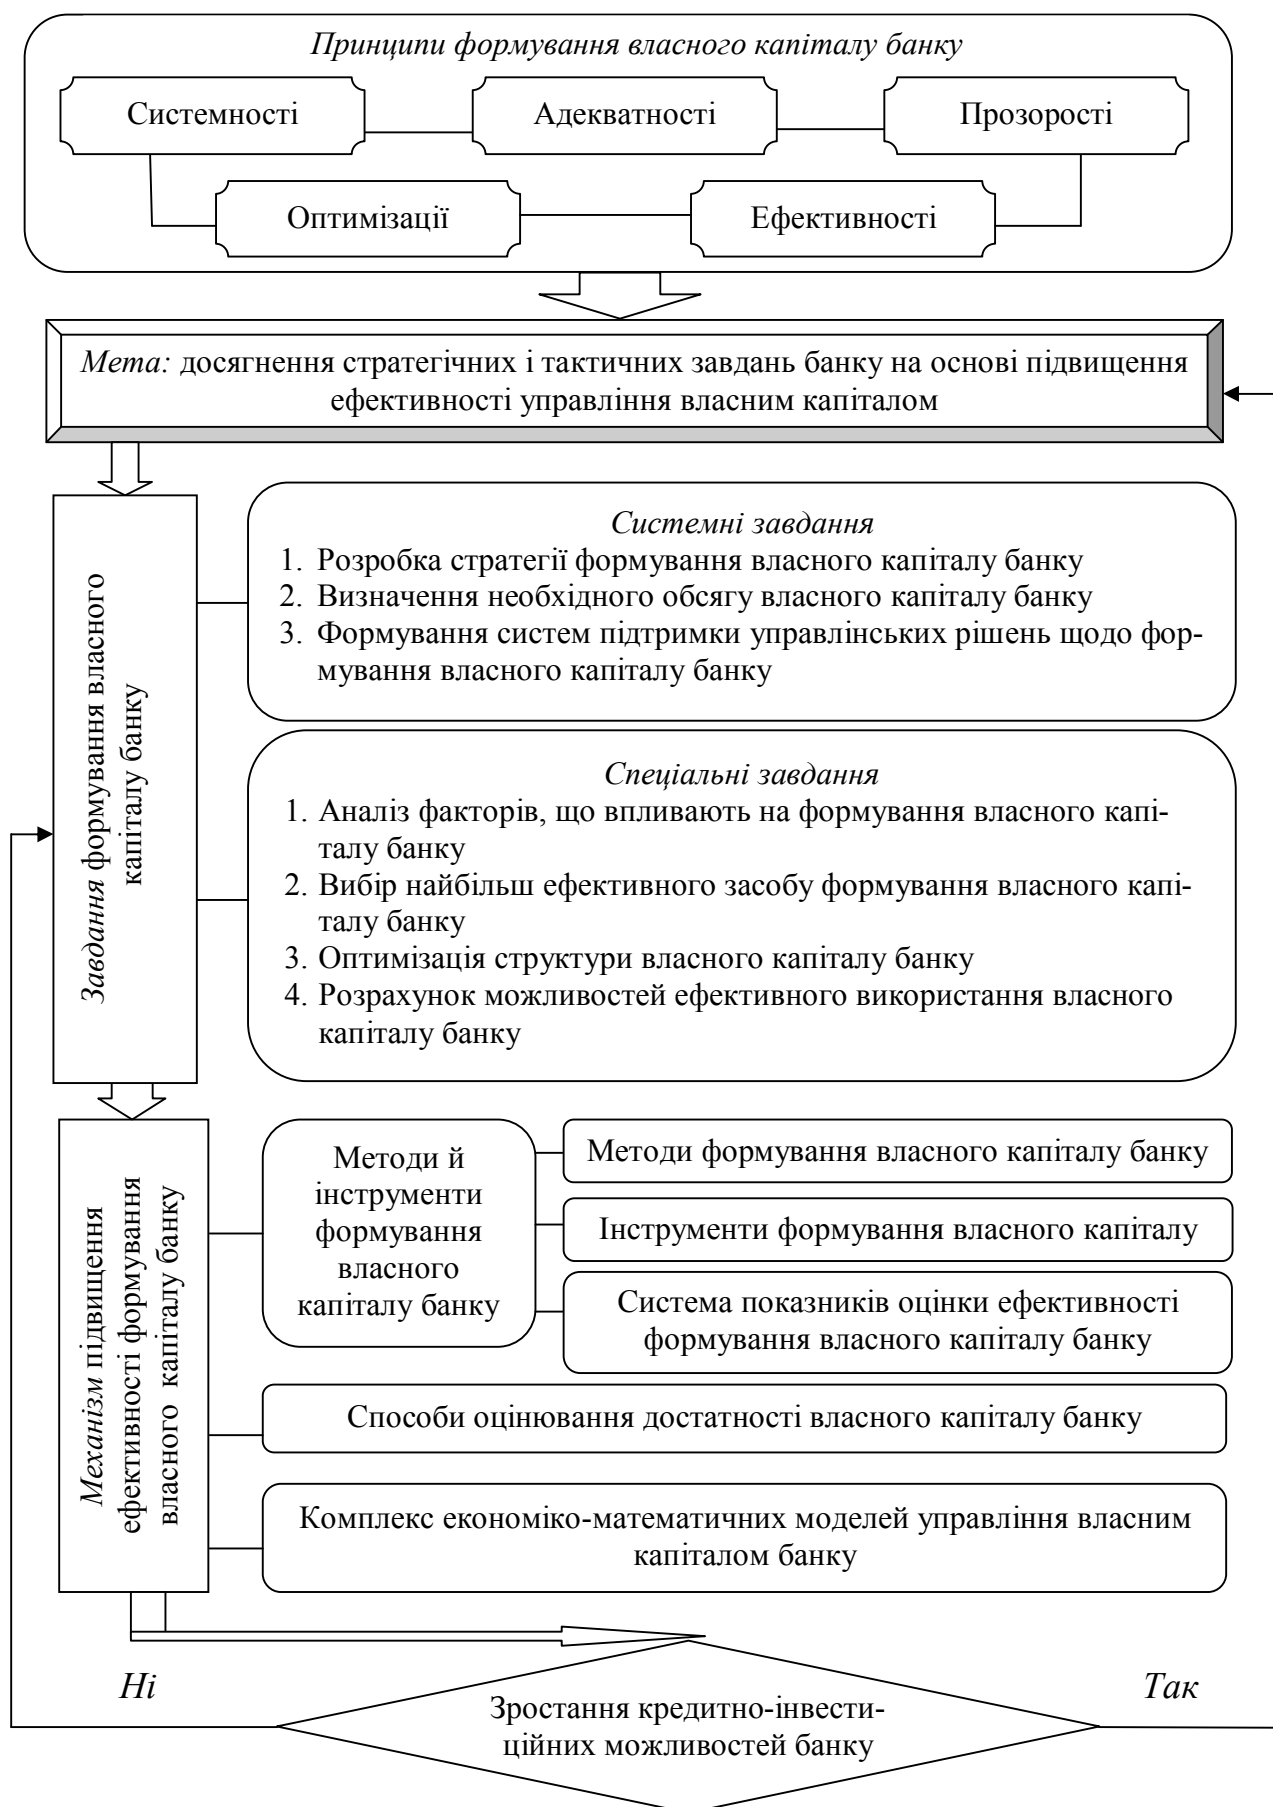 Принципи формування власного капіталу банку
Системності
Адекватності
Прозорості
Оптимізації
Ефективності
Мета: досягнення стратегічних і тактичних завдань банку на основі підвищення
ефективності управління власним капіталом
Завдання формування власного
капіталу банку
Системні завдання
1. Розробка стратегії формування власного капіталу банку
2. Визначення необхідного обсягу власного капіталу банку
3. Формування систем підтримки управлінських рішень щодо фор-
мування власного капіталу банку
Спеціальні завдання
1. Аналіз факторів, що впливають на формування власного капі-
талу банку
2. Вибір найбільш ефективного засобу формування власного капі-
талу банку
3. Оптимізація структури власного капіталу банку
4. Розрахунок можливостей ефективного використання власного
капіталу банку
Механізм підвищення
ефективності формування
власного капіталу банку
Методи й
інструменти
формування
власного
капіталу банку
Методи формування власного капіталу банку
Інструменти формування власного капіталу
Система показників оцінки ефективності
формування власного капіталу банку
Способи оцінювання достатності власного капіталу банку
Комплекс економіко-математичних моделей управління власним
капіталом банку
Ні
Так
Зростання кредитно-інвести-
ційних можливостей банку